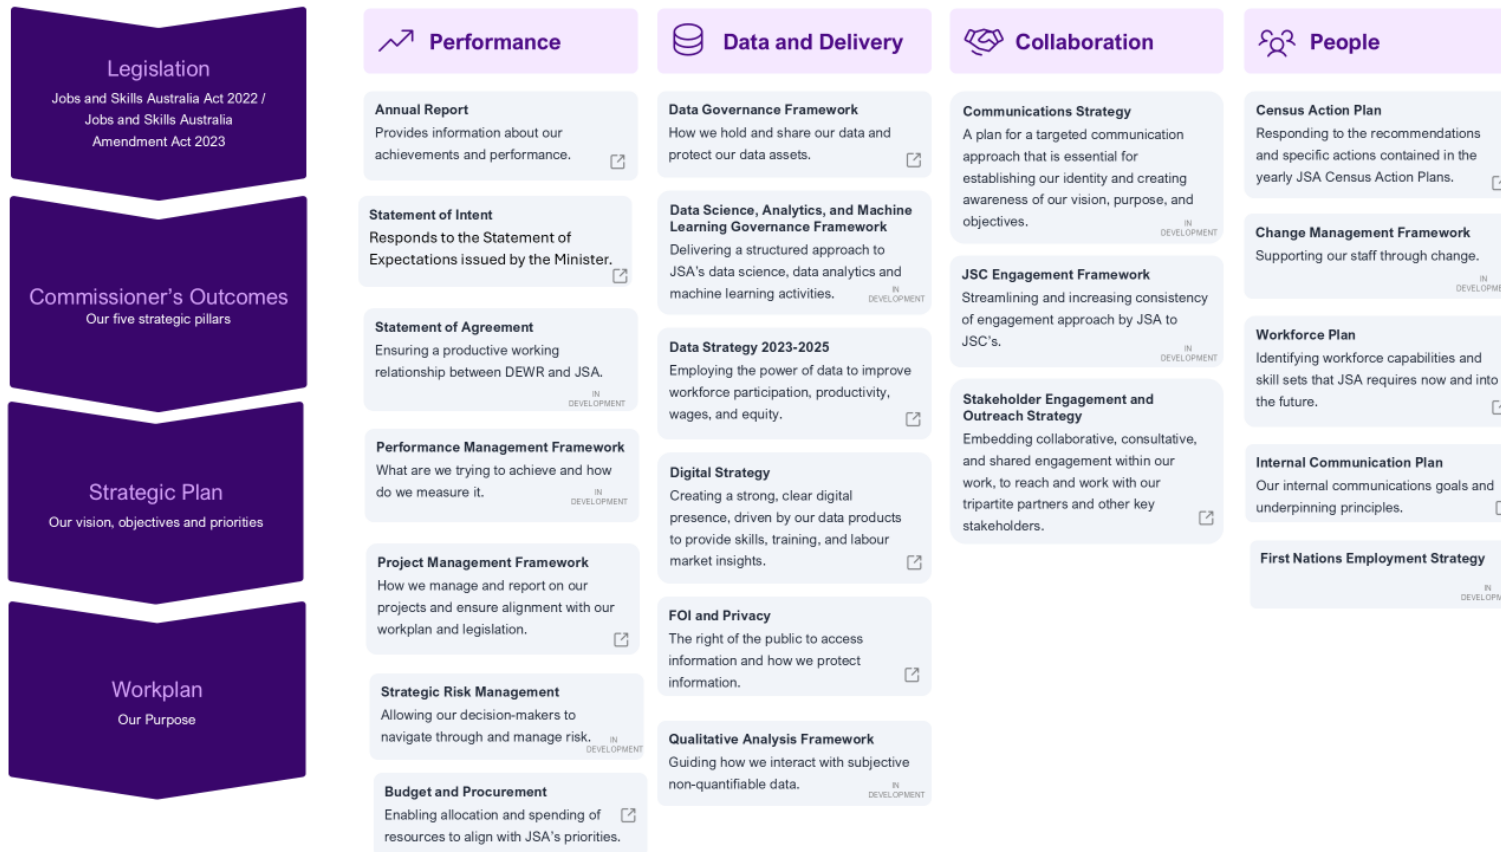 Legislation
Jobs and Skills Australia Act 2022 /
Jobs and Skills Australia
Amendment Act 2023
Commissioner's Outcomes
Our five strategic pillars
Strategic Plan
Our vision, objectives and priorities
Workplan
Our Purpose
Performance
Annual Report
Provides information about our
achievements and performance.
Statement of Intent
Responds to the Statement of
Expectations issued by the Minister.
Statement of Agreement
Ensuring a productive working
relationship between DEWR and JSA.
IN
DEVELOPMENT
Performance Management Framework
What are we trying to achieve and how
do we measure it.
IN
DEVELOPMENT
Project Management Framework
How we manage and report on our
projects and ensure alignment with our
workplan and legislation.
Strategic Risk Management
Allowing our decision-makers to
navigate through and manage risk.
IN
DEVELOPMENT
Budget and Procurement
Enabling allocation and spending of
resources to align with JSA's priorities.
Data and Delivery
Data Governance Framework
How we hold and share our data and
protect our data assets.
Data Science, Analytics, and Machine
Learning Governance Framework
Delivering a structured approach to
JSA's data science, data analytics and
machine learning activities.
IN
DEVELOPMENT
Data Strategy 2023-2025
Employing the power of data to improve
workforce participation, productivity,
wages, and equity.
Digital Strategy
Creating a strong, clear digital
presence, driven by our data products
to provide skills, training, and labour
market insights.
FOI and Privacy
The right of the public to access
information and how we protect
information.
Qualitative Analysis Framework
Guiding how we interact with subjective
non-quantifiable data.
IN
DEVELOPMENT
Collaboration
Communications Strategy
A plan for a targeted communication
approach that is essential for
establishing our identity and creating
awareness of our vision, purpose, and
objectives.
IN
DEVELOPMENT
JSC Engagement Framework
Streamlining and increasing consistency
of engagement approach by JSA to
JSC's.
IN
DEVELOPMENT
Stakeholder Engagement and
Outreach Strategy
Embedding collaborative, consultative,
and shared engagement within our
work, to reach and work with our
tripartite partners and other key
stakeholders.
People
Census Action Plan
Responding to the recommendations
and specific actions contained in the
yearly JSA Census Action Plans.
Change Management Framework
Supporting our staff through change.
IN
Workforce Plan
Identifying workforce capabilities and
skill sets that JSA requires now and into
the future.
Internal Communication Plan
Our internal communications goals and
underpinning principles.
First Nations Employment Strategy
IN